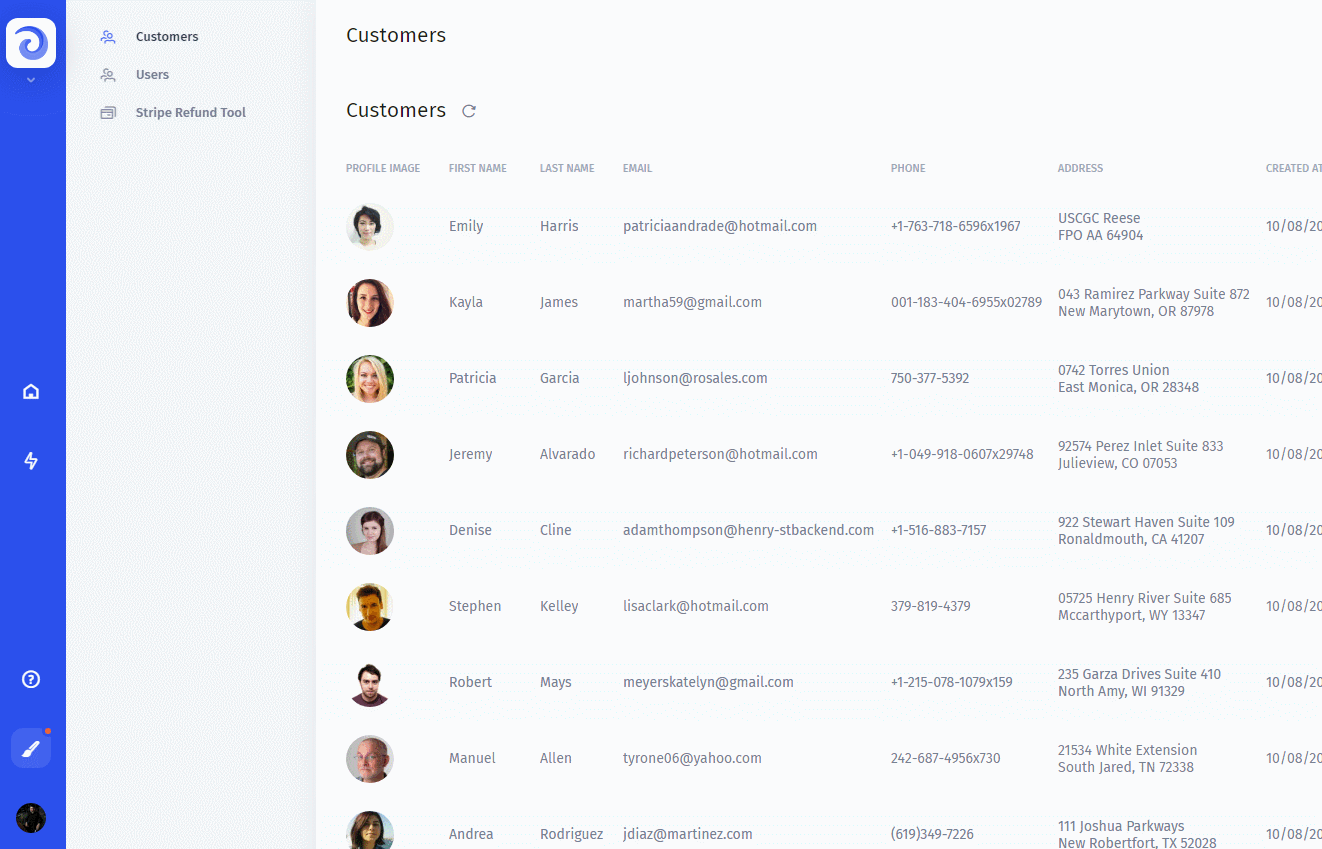 Customers
Users
Stripe Refund Tool
Customers
Customers
PROFILE IMAGE FIRST NAME LAST NAME EMAIL PHONE ADDRESS CREATED AT
Emily Harris patriciaandrade@hotmail.com +1-763-718-6596x1967 USCGC Reese
FPO AA 64904 10/08/20
Kayla James martha59@gmail.com 001-183-404-6955x02789 043 Ramirez Parkway Suite 872
New Marytown, OR 87978 10/08/20
Patricia Garcia ljohnson@rosales.com 750-377-5392 0742 Torres Union
East Monica, OR 28348 10/08/20
Jeremy Alvarado richardpeterson@hotmail.com +1-049-918-0607x29748 92574 Perez Inlet Suite 833
Julieview, CO 07053 10/08/20
Denise Cline adamthompson@henry-stbackend.com +1-516-883-7157 922 Stewart Haven Suite 109
Ronaldmouth, CA 41207 10/08/20
Stephen Kelley lisaclark@hotmail.com 379-819-4379 05725 Henry River Suite 685
Mccarthyport, WY 13347 10/08/20
Robert Mays meyerskatelyn@gmail.com +1-215-078-1079x159 235 Garza Drives Suite 410
North Amy, WI 91329 10/08/20
Manuel Allen tyrone06@yahoo.com 242-687-4956x730 21534 White Extension
South Jared, TN 72338 10/08/20
Andrea Rodriguez jdiaz@martinez.com (619)349-7226 111 Joshua Parkways
New Robertfort, TX 52028 10/08/20